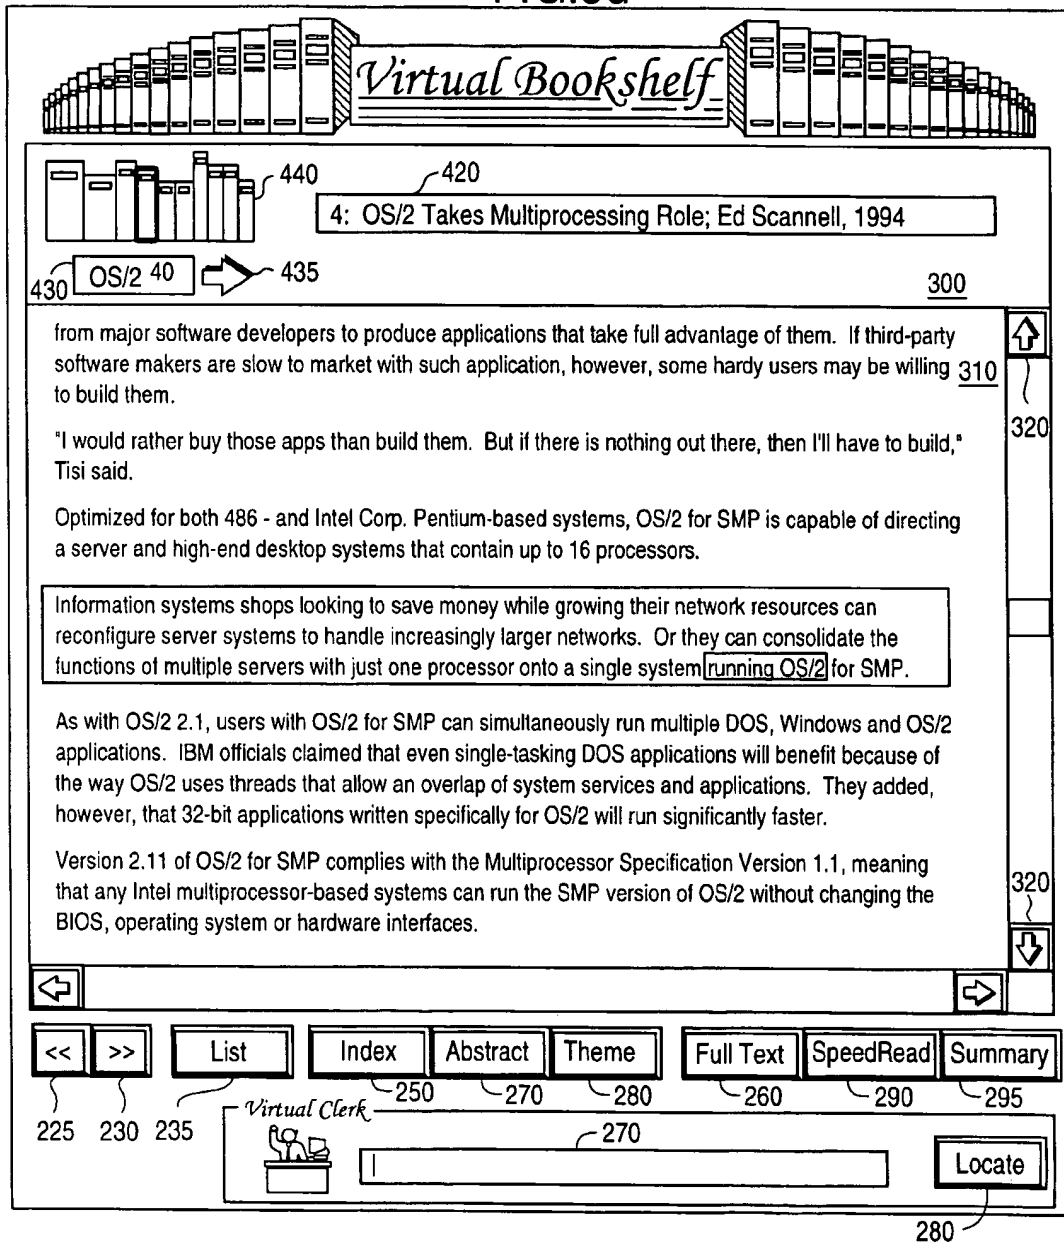 Virtual Bookshelf
440
420
4: OS/2 Takes Multiprocessing Role; Ed Scannell, 1994
430
OS/2 40
435
300
from major software developers to produce applications that take full advantage of them. If third-party
software makers are slow to market with such application, however, some hardy users may be willing
to build them.
310
320
"I would rather buy those apps than build them. But if there is nothing out there, then I'll have to build,"
Tisi said.
Optimized for both 486 - and Intel Corp. Pentium-based systems, OS/2 for SMP is capable of directing
a server and high-end desktop systems that contain up to 16 processors.
Information systems shops looking to save money while growing their network resources can
reconfigure server systems to handle increasingly larger networks. Or they can consolidate the
functions of multiple servers with just one processor onto a single system running OS/2 for SMP.
As with OS/2 2.1, users with OS/2 for SMP can simultaneously run multiple DOS, Windows and OS/2
applications. IBM officials claimed that even single-tasking DOS applications will benefit because of
the way OS/2 uses threads that allow an overlap of system services and applications. They added,
however, that 32-bit applications written specifically for OS/2 will run significantly faster.
Version 2.11 of OS/2 for SMP complies with the Multiprocessor Specification Version 1.1, meaning
that any Intel multiprocessor-based systems can run the SMP version of OS/2 without changing the
BIOS, operating system or hardware interfaces.
320
<< >> List Index Abstract Theme Full Text SpeedRead Summary
250 270 280 260 290 295
225 230 235
Virtual Clerk
270
Locate
280